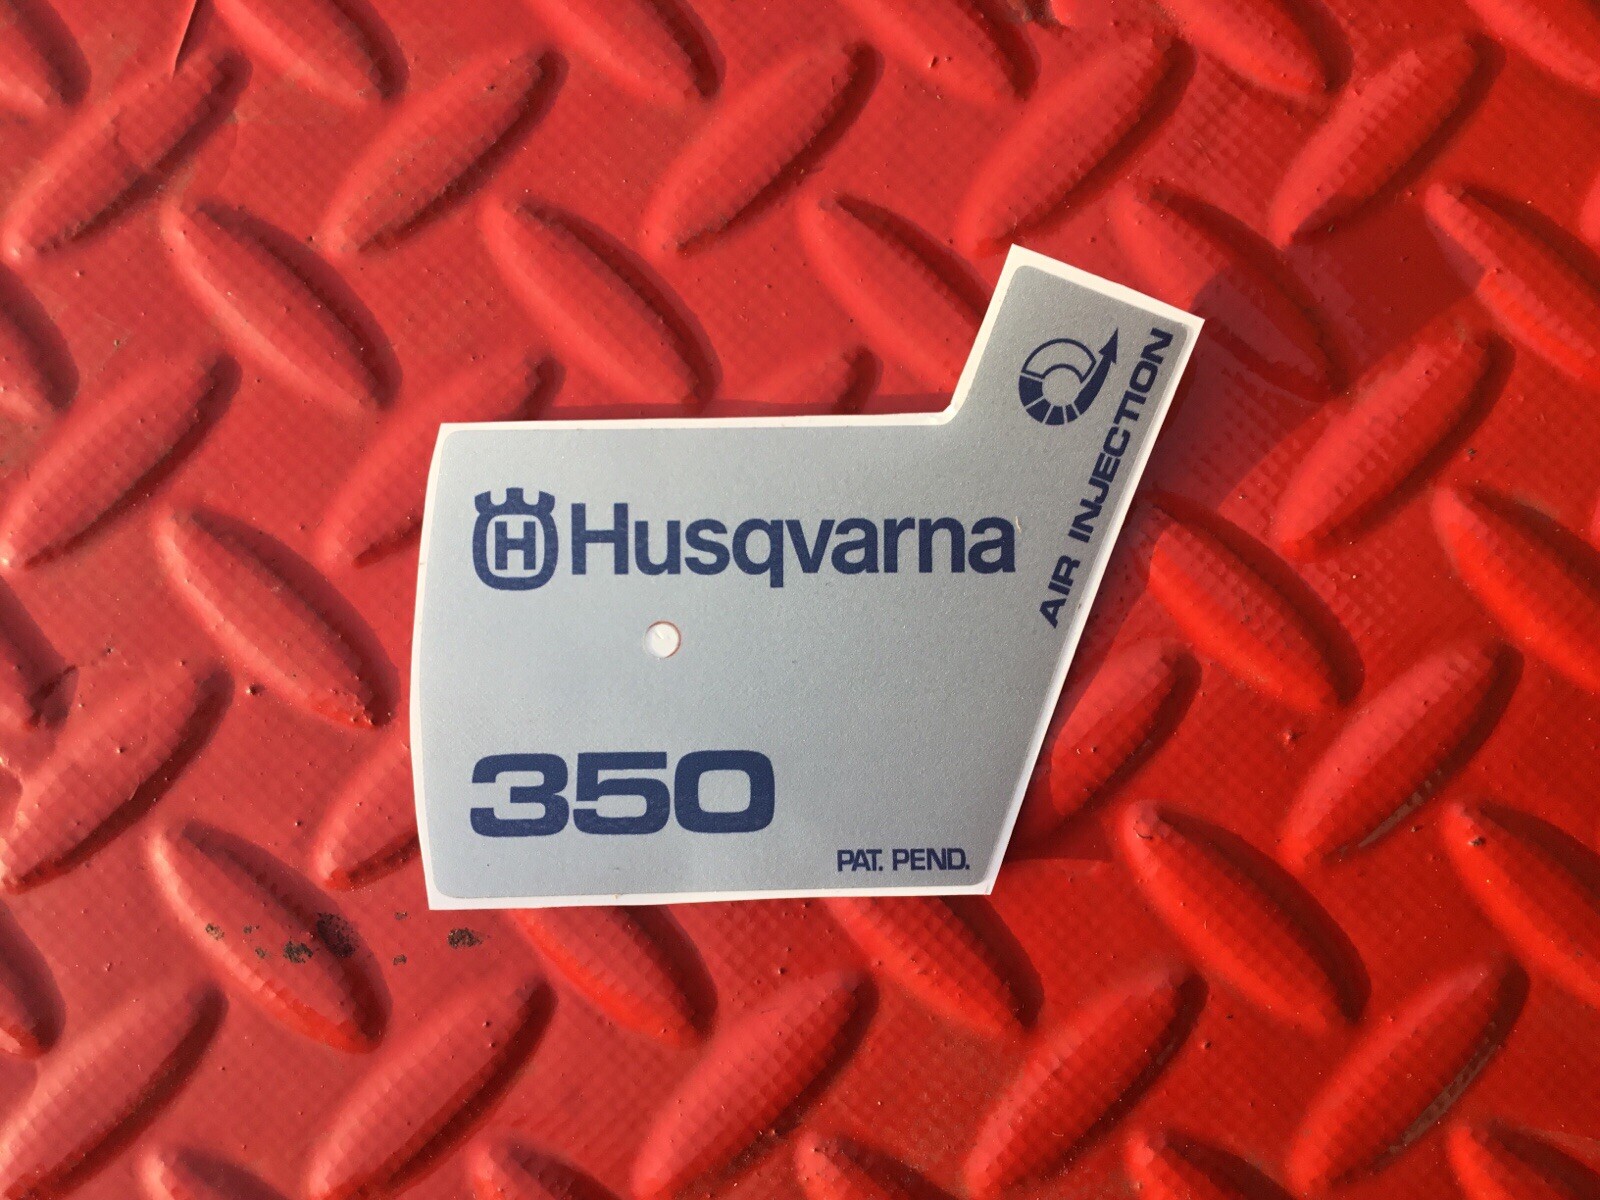 H Husqvarna
350
PAT. PEND.
AIR INJECTION